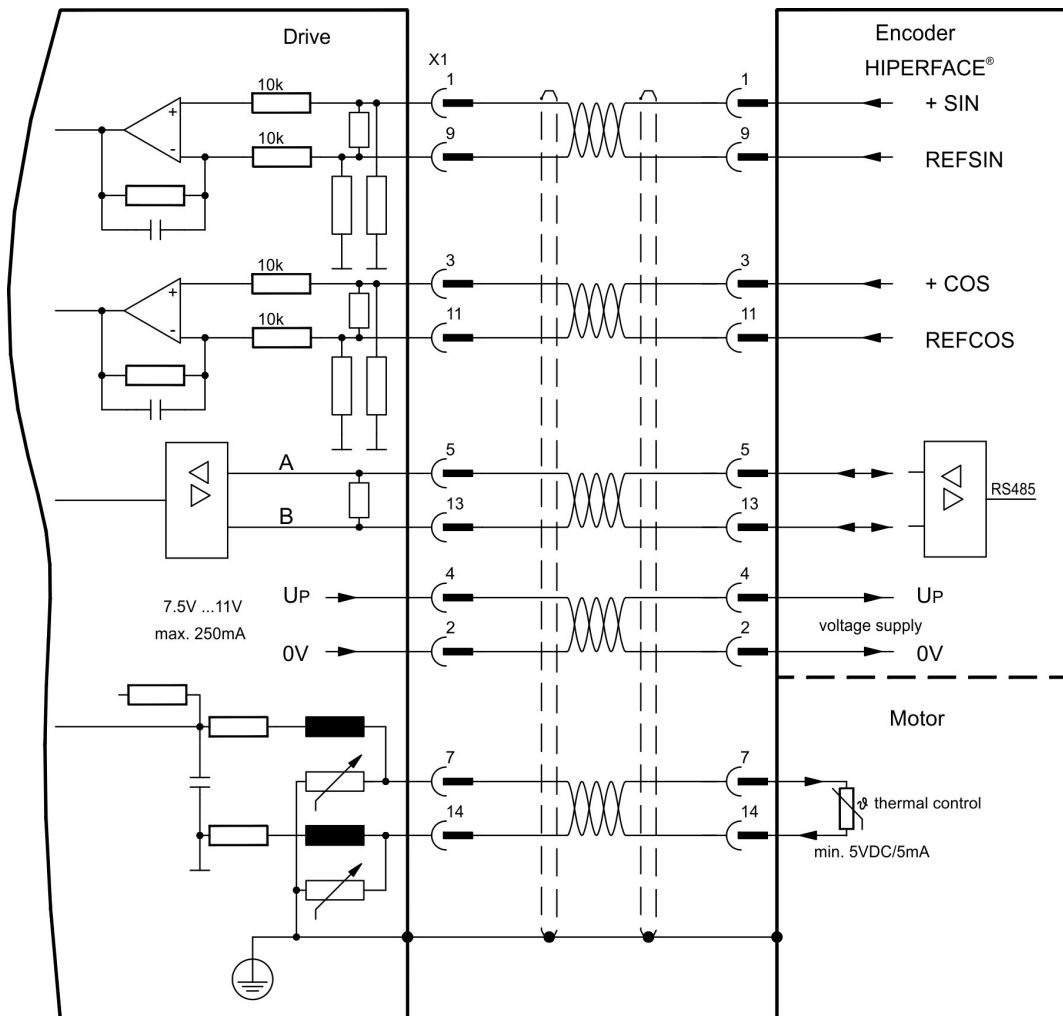 Drive
Encoder
HIPERFACE®
X1
10k
1
1
+ SIN
+
-
10k
9
9
REFSIN
10k
3
3
+ COS
+
-
10k
11
11
REFCOS
A
5
5
RS485
B
13
13
7.5V ...11V
max. 250mA
UP
4
4
UP
voltage supply
0V
2
2
0V
Motor
7
7
ϑ thermal control
14
14
min. 5VDC/5mA